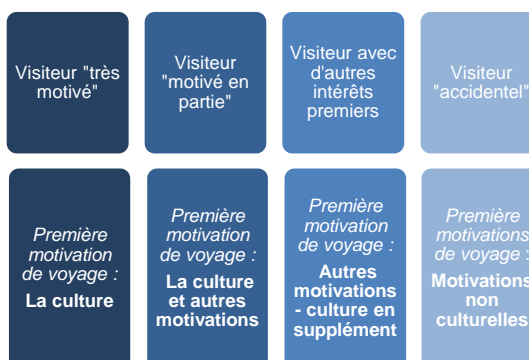 Visiteur "très
motivé"
Visiteur
"motivé en
partie"
Visiteur avec
d'autres
intérêts
premiers
Visiteur
"accidentel"
Première
motivation
de voyage :
La culture
Première
motivation
de voyage :
La culture
et autres
motivations
Première
motivation
de voyage :
Autres
motivations
- culture en
supplément
Première
motivations
de voyage :
Motivations
non
culturelles